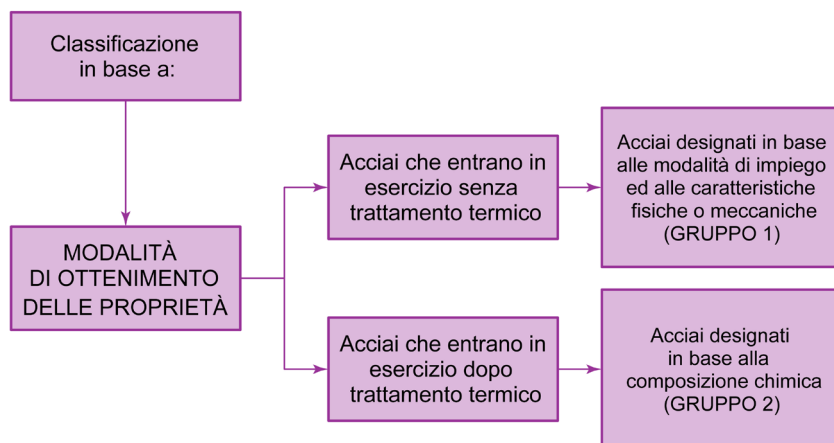 Classificazione
in base a:
MODALITÀ
DI OTTENIMENTO
DELLE PROPRIETÀ
Acciai che entrano in
esercizio senza
trattamento termico
Acciai designati in base
alle modalità di impiego
ed alle caratteristiche
fisiche o meccaniche
(GRUPPO 1)
Acciai che entrano in
esercizio dopo
trattamento termico
Acciai designati
in base alla
composizione chimica
(GRUPPO 2)